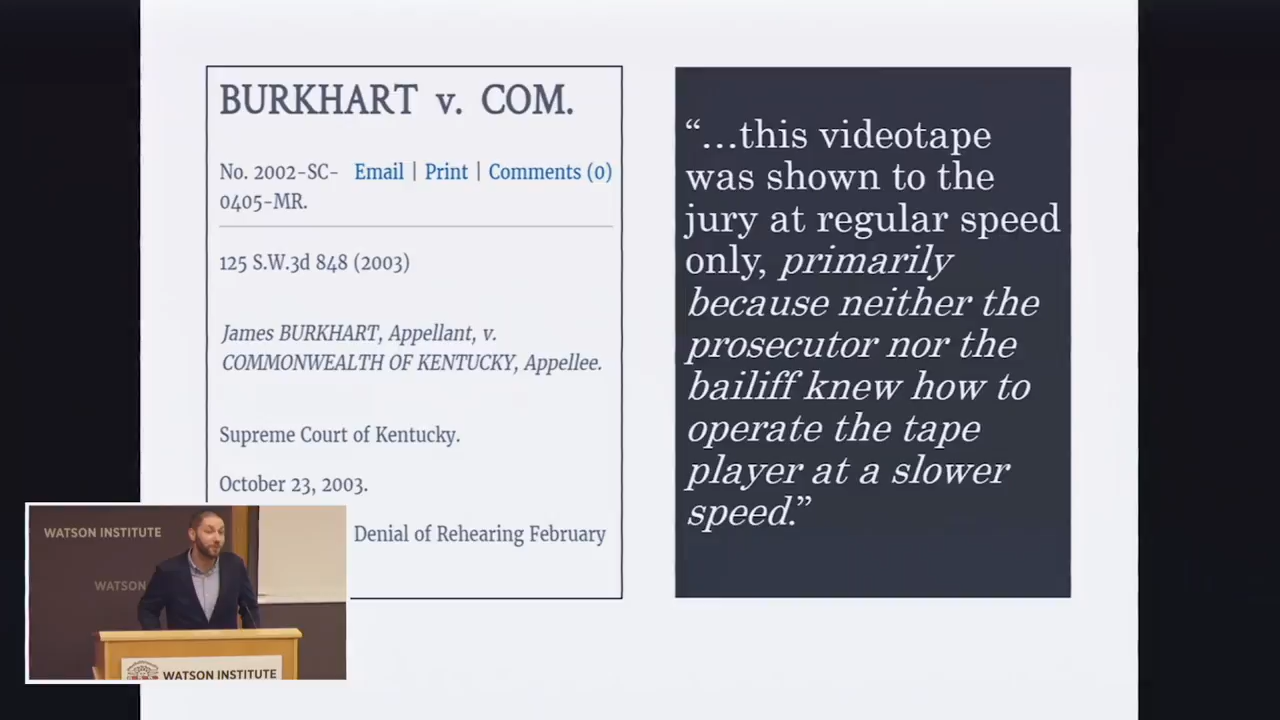 BURKHART v. COM.
No. 2002-SC- Email | Print | Comments (0)
0405-MR.
125 S.W.3d 848 (2003)
James BURKHART, Appellant, v.
COMMONWEALTH OF KENTUCKY, Appellee.
Supreme Court of Kentucky.
October 23, 2003.
Denial of Rehearing February
“…this videotape
was shown to the
jury at regular speed
only, primarily
because neither the
prosecutor nor the
bailiff knew how to
operate the tape
player at a slower
speed.”
WATSON INSTITUTE
WATSON
WATSON INSTITUTE